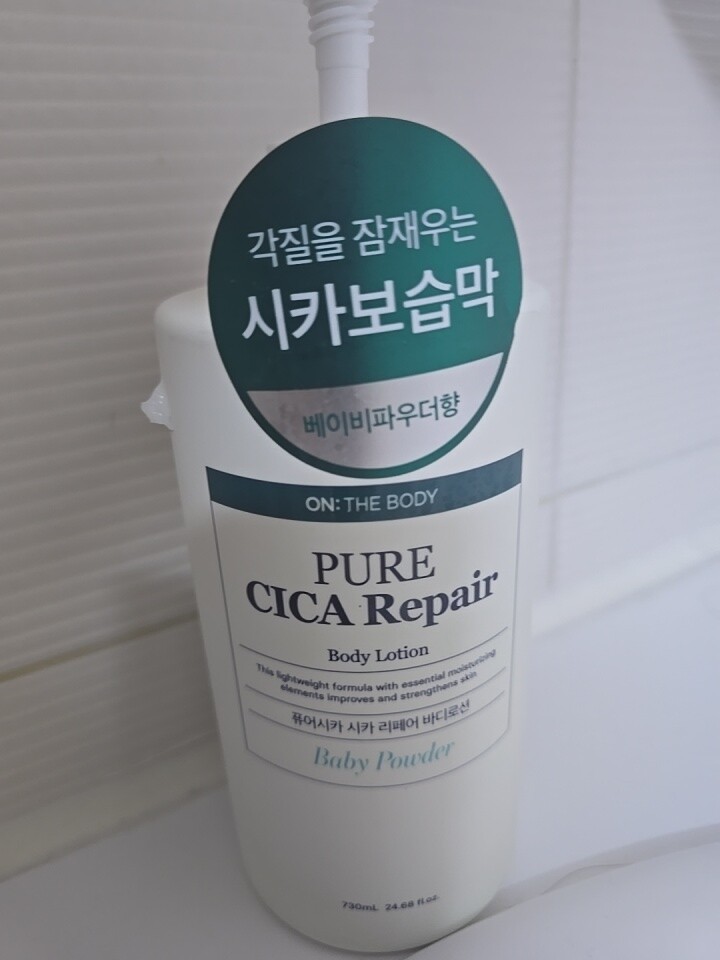 각질을 잠재우는
시카보습막
베이비파우더향
ON: THE BODY
PURE
CICA Repair
Body Lotion
This lightweight formula with essential moisturizing
elements improves and strengthens skin
퓨어시카 시카 리페어 바디로션
Baby Powder
730mL 24.68 fl.oz.